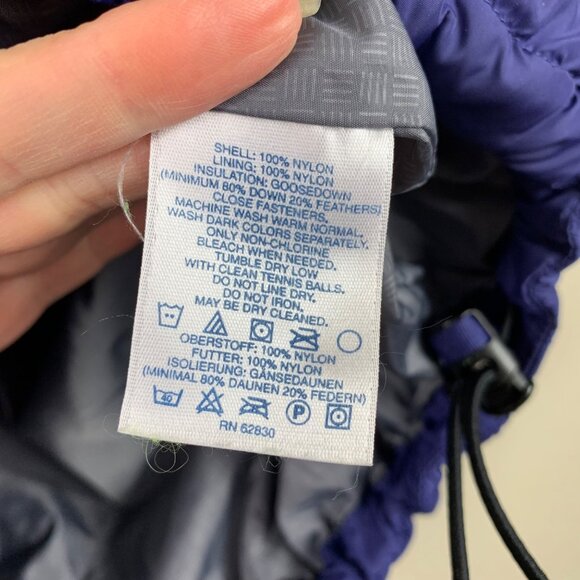 SHELL: 100% NYLON
LINING: 100% NYLON
INSULATION: GOOSEDOWN
(MINIMUM 80% DOWN 20% FEATHERS)
CLOSE FASTENERS.
MACHINE WASH WARM NORMAL.
WASH DARK COLORS SEPARATELY.
ONLY NON-CHLORINE
BLEACH WHEN NEEDED.
TUMBLE DRY LOW
WITH CLEAN TENNIS BALLS.
DO NOT LINE DRY.
DO NOT IRON.
MAY BE DRY CLEANED.
OBERSTOFF: 100% NYLON
FUTTER: 100% NYLON
ISOLIERUNG: GÄNSEDAUNEN
(MINIMAL 80% DAUNEN 20% FEDERN)
40 P
RN 62830